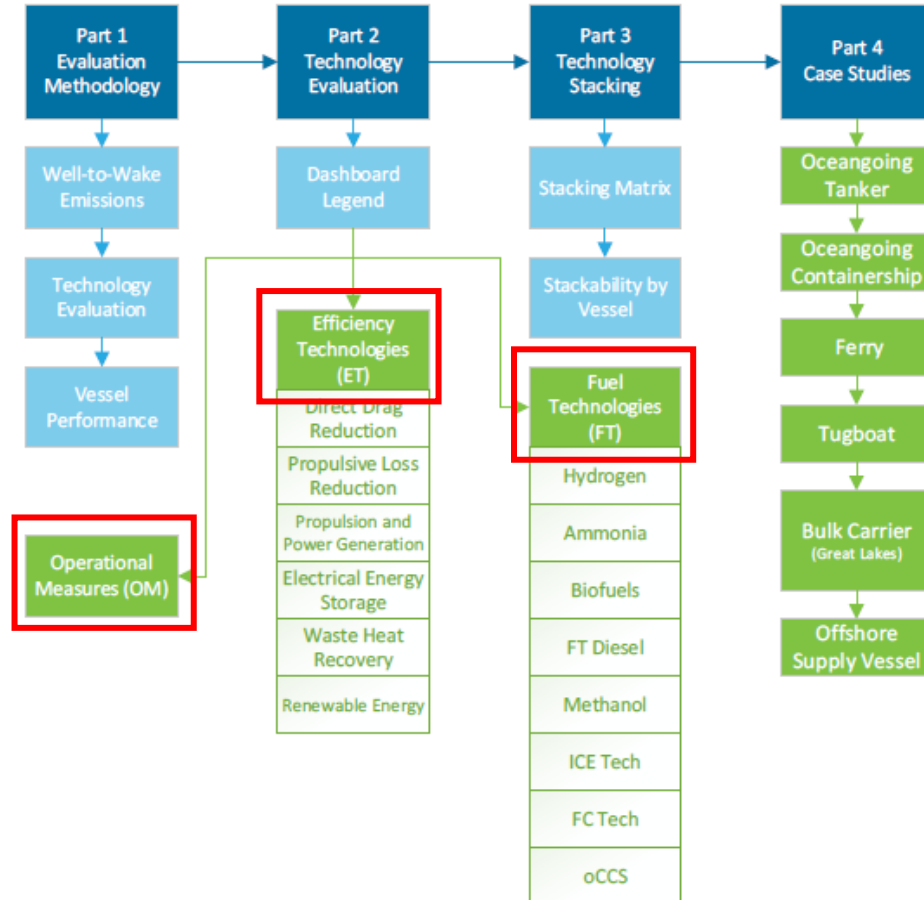 Part 1
Evaluation
Methodology
Part 2
Technology
Evaluation
Part 3
Technology
Stacking
Part 4
Case Studies
Well-to-Wake
Emissions
Technology
Evaluation
Vessel
Performance
Operational
Measures (OM)
Dashboard
Legend
Efficiency
Technologies
(ET)
Direct Drag
Reduction
Propulsive Loss
Reduction
Propulsion and
Power Generation
Electrical Energy
Storage
Waste Heat
Recovery
Renewable Energy
Stacking Matrix
Stackability by
Vessel
Fuel
Technologies
(FT)
Hydrogen
Ammonia
Biofuels
FT Diesel
Methanol
ICE Tech
FC Tech
oCCS
Oceangoing
Tanker
Oceangoing
Containership
Ferry
Tugboat
Bulk Carrier
(Great Lakes)
Offshore
Supply Vessel